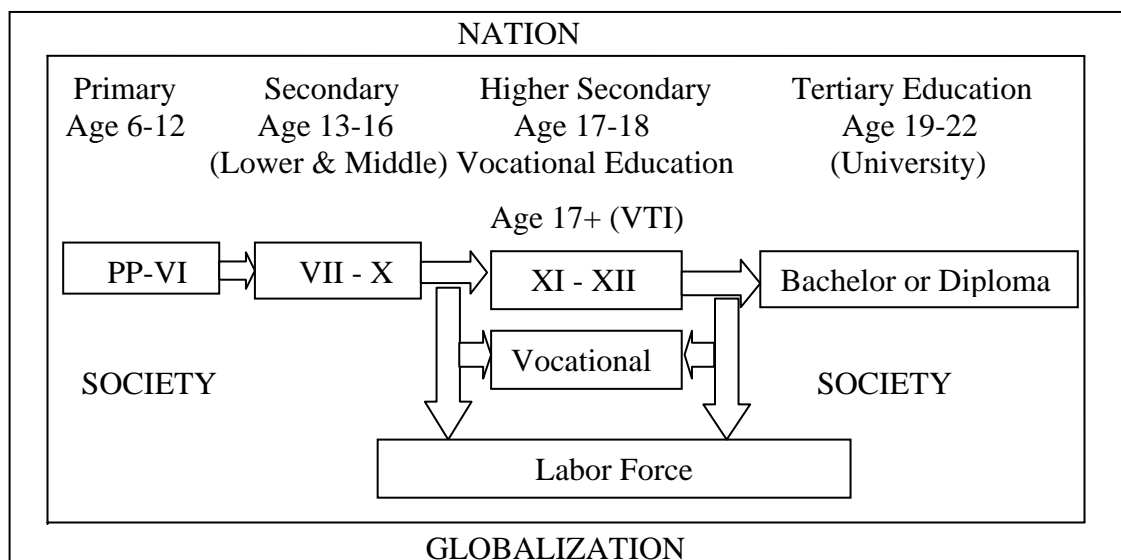 NATION
Primary
Age 6-12
Secondary
Age 13-16
(Lower & Middle)
Higher Secondary
Age 17-18
Vocational Education
Age 17+ (VTI)
Tertiary Education
Age 19-22
(University)
PP-VI
VII - X
XI - XII
Bachelor or Diploma
Vocational
SOCIETY
SOCIETY
Labor Force
GLOBALIZATION